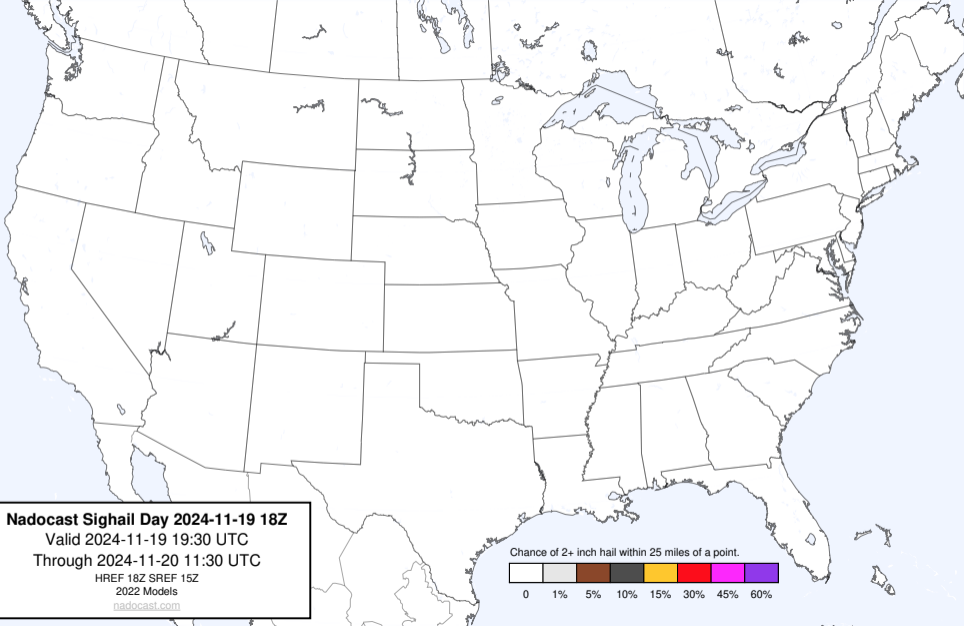 Nadocast Sighail Day 2024-11-19 18Z
Valid 2024-11-19 19:30 UTC
Through 2024-11-20 11:30 UTC
HREF 18Z SREF 15Z
2022 Models
nadocast.com
Chance of 2+ inch hail within 25 miles of a point.
0 1% 5% 10% 15% 30% 45% 60%